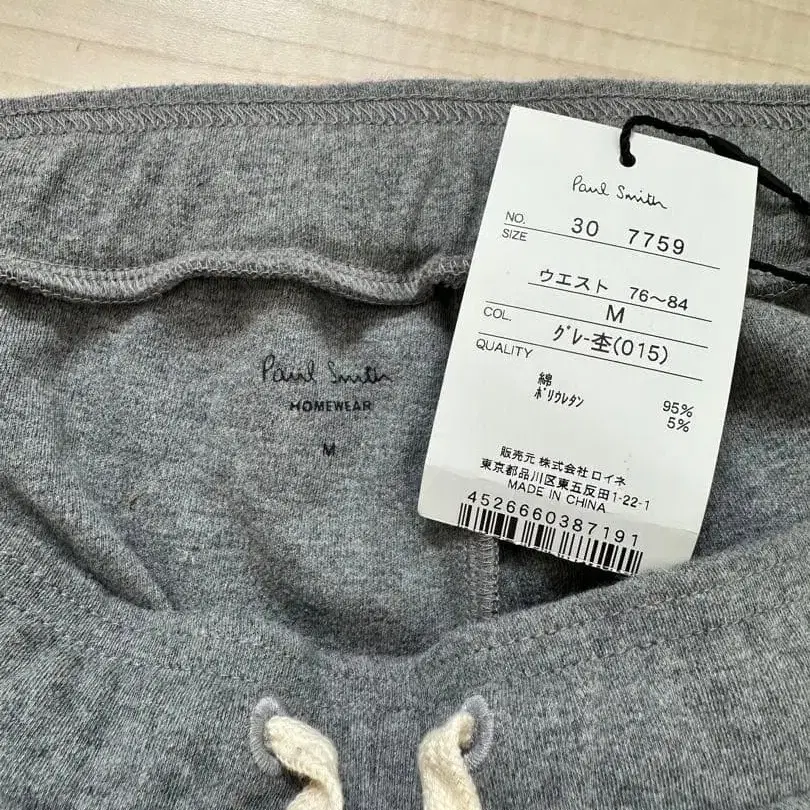 Paul Smith
NO. 30 7759
SIZE
ウエスト 76〜84
M
COL.
グレー杢(015)
QUALITY
綿 95%
ポリウレタン 5%
販売元 株式会社ロイネ
東京都品川区東五反田1-22-1
MADE IN CHINA
4526660387191
Paul Smith
HOMEWEAR
M